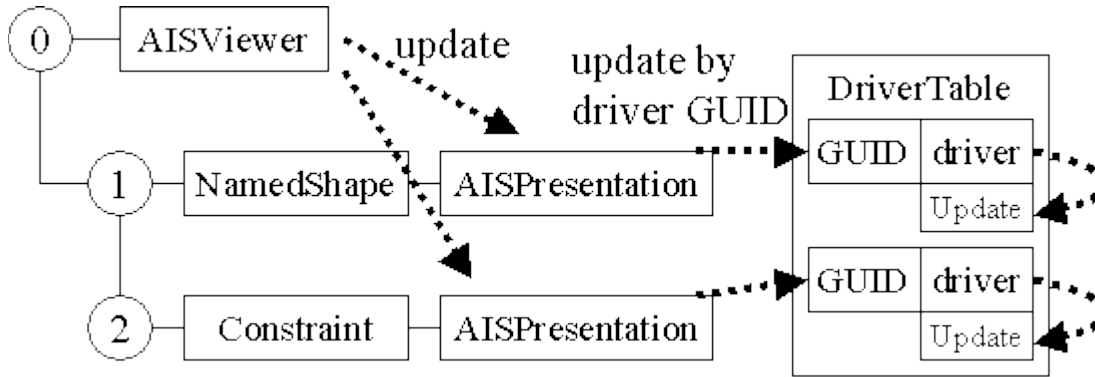 0
AISViewer
update
update by
driver GUID
DriverTable
GUID driver
Update
1
NamedShape
AISPresentation
GUID driver
Update
2
Constraint
AISPresentation